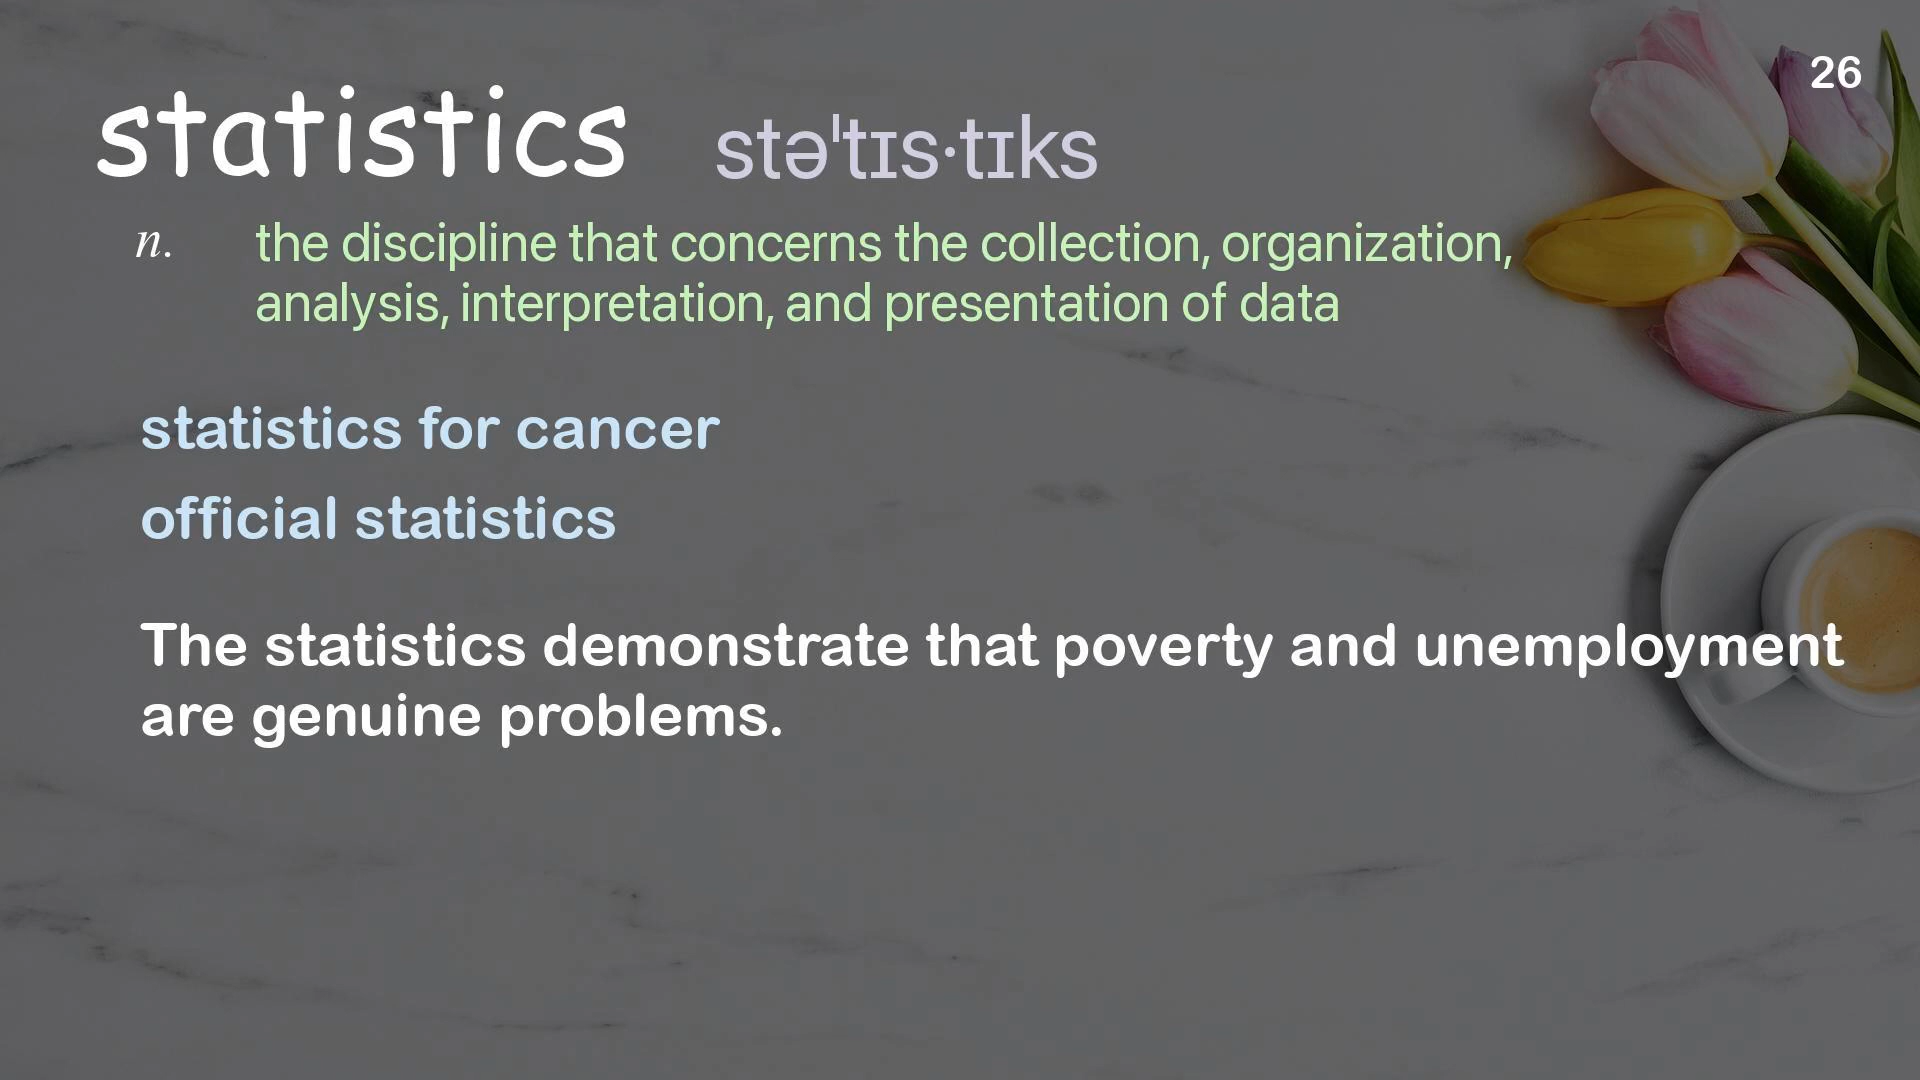 26
statistics stəˈtɪs·tɪks
n. the discipline that concerns the collection, organization,
analysis, interpretation, and presentation of data
statistics for cancer
official statistics
The statistics demonstrate that poverty and unemployment
are genuine problems.